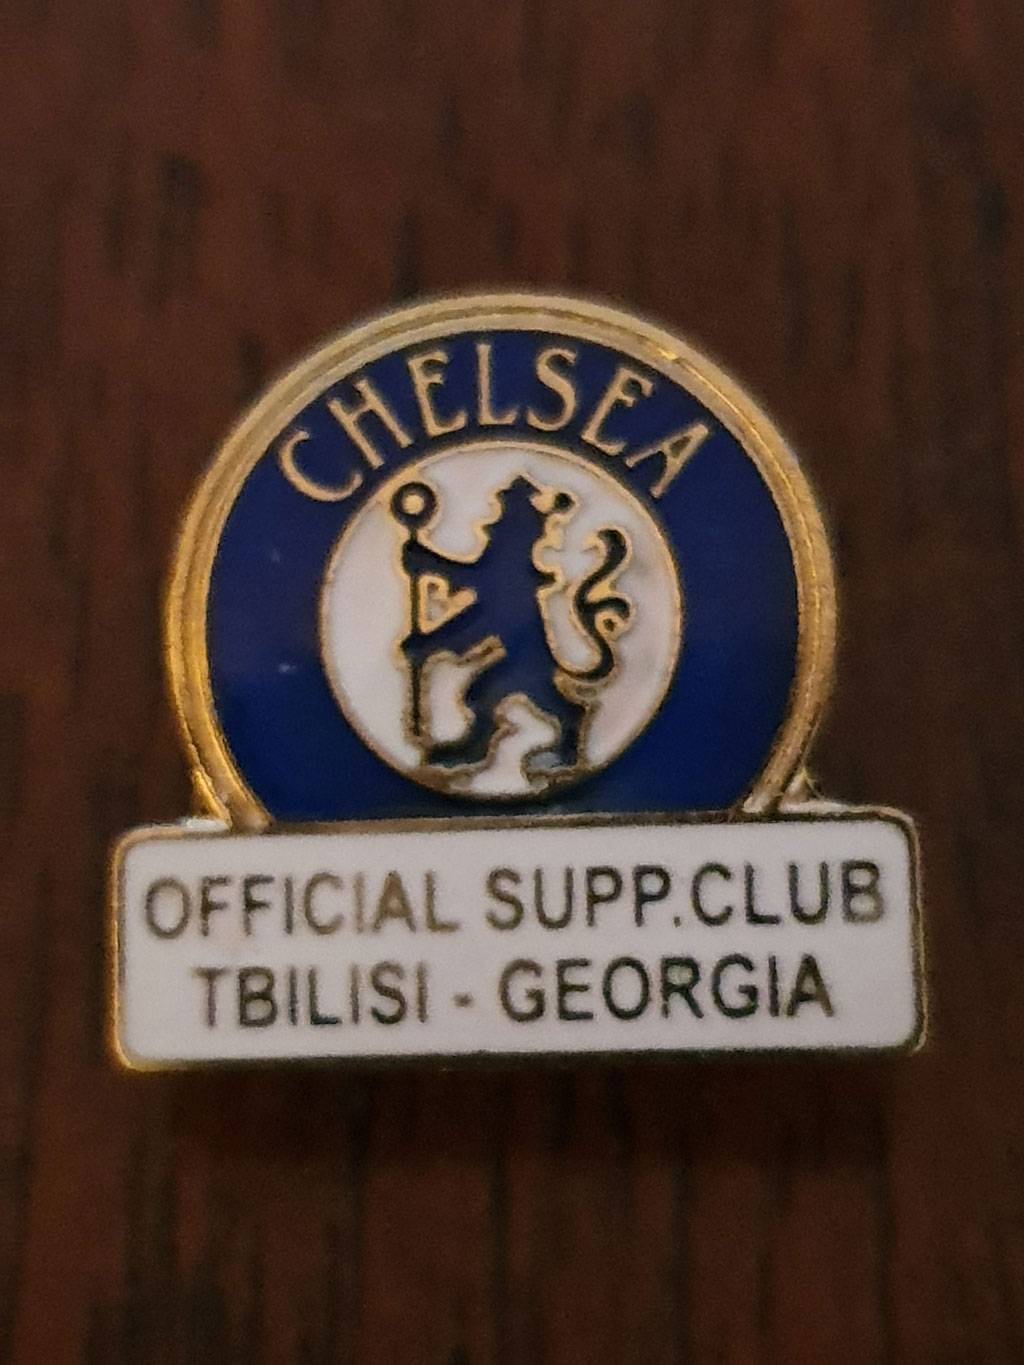 CHELSEA
OFFICIAL SUPP.CLUB
TBILISI - GEORGIA